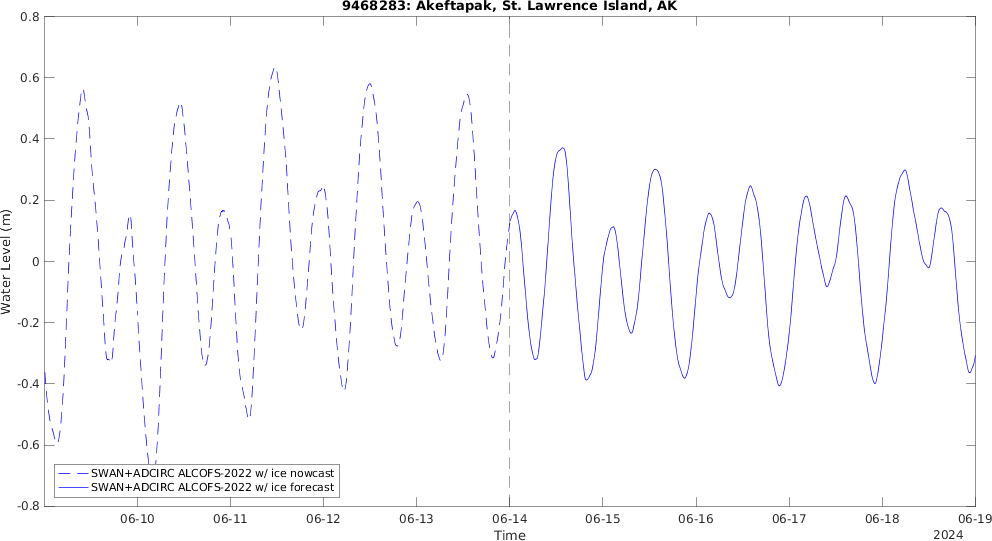 9468283: Akeftapak, St. Lawrence Island, AK
0.8
0.6
0.4
0.2
0
-0.2
-0.4
-0.6
-0.8
Water Level (m)
SWAN+ADCIRC ALCOFS-2022 w/ ice nowcast
SWAN+ADCIRC ALCOFS-2022 w/ ice forecast
06-10 06-11 06-12 06-13 06-14 06-15 06-16 06-17 06-18 06-19
Time
2024